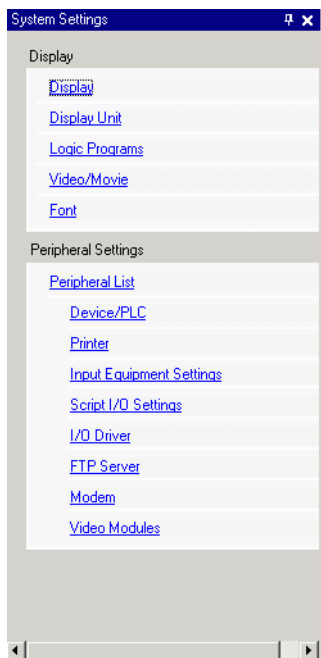 System Settings
Display
Display
Display Unit
Logic Programs
Video/Movie
Font
Peripheral Settings
Peripheral List
Device/PLC
Printer
Input Equipment Settings
Script I/O Settings
I/O Driver
FTP Server
Modem
Video Modules